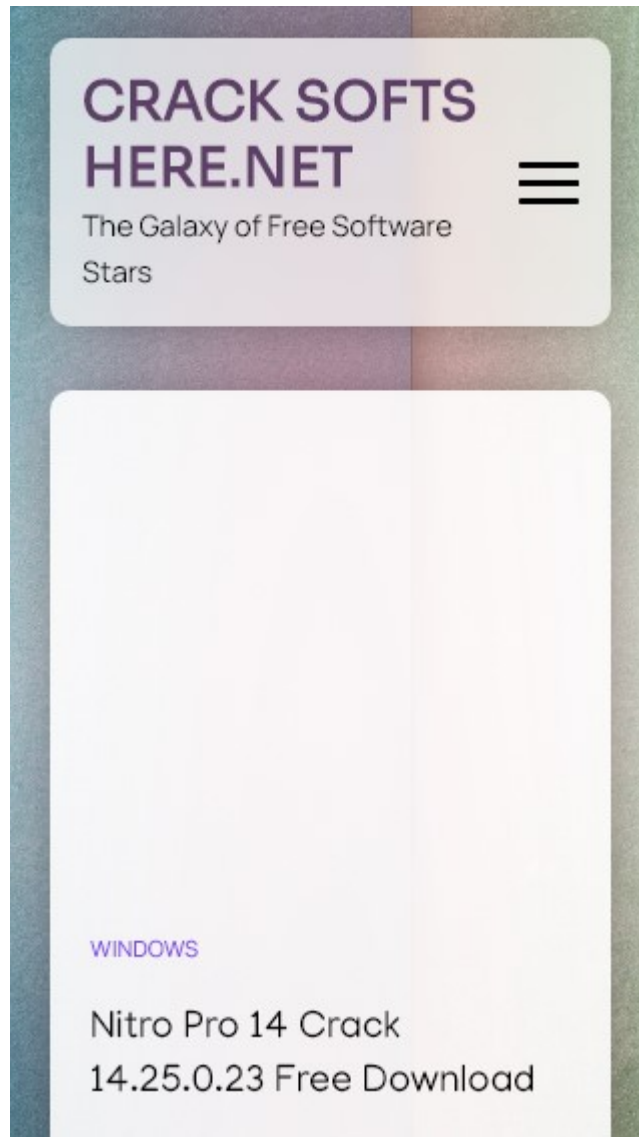 CRACK SOFTS
HERE.NET
The Galaxy of Free Software
Stars
WINDOWS
Nitro Pro 14 Crack
14.25.0.23 Free Download